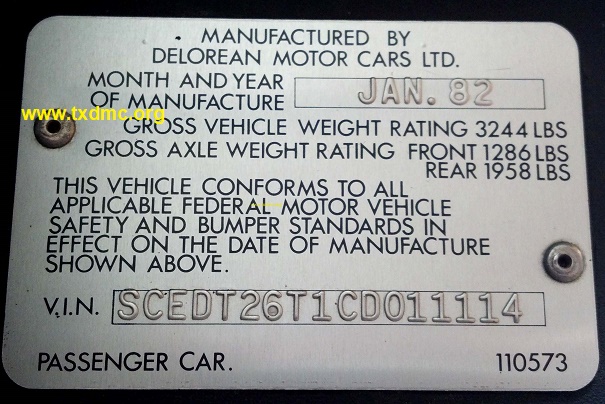 MANUFACTURED BY
DELOREAN MOTOR CARS LTD.
MONTH AND YEAR
OF MANUFACTURE JAN. 82
www.txdmc.org
GROSS VEHICLE WEIGHT RATING 3244 LBS
GROSS AXLE WEIGHT RATING FRONT 1286 LBS
REAR 1958 LBS
THIS VEHICLE CONFORMS TO ALL
APPLICABLE FEDERAL MOTOR VEHICLE
SAFETY AND BUMPER STANDARDS IN
EFFECT ON THE DATE OF MANUFACTURE
SHOWN ABOVE.
V.I.N. SCEDT26T1CD011114
PASSENGER CAR. 110573